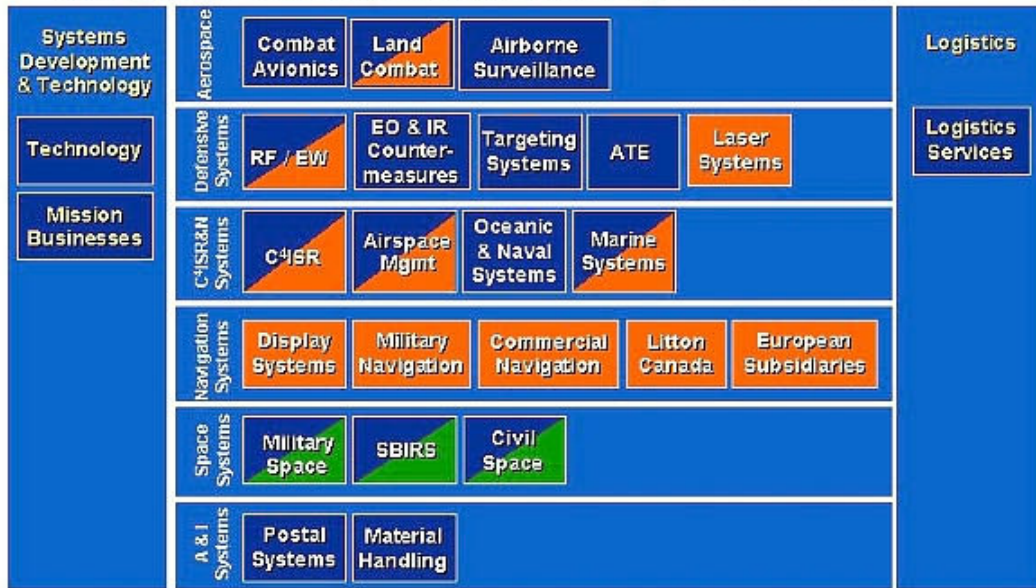 Systems
Development
& Technology
Technology
Mission
Businesses
Aerospace
Combat
Avionics
Land
Combat
Airborne
Surveillance
Defensive
Systems
RF / EW
EO & IR
Counter-
measures
Targeting
Systems
ATE
Laser
Systems
C⁴ISR&N
Systems
C⁴ISR
Airspace
Mgmt
Oceanic
& Naval
Systems
Marine
Systems
Navigation
Systems
Display
Systems
Military
Navigation
Commercial
Navigation
Litton
Canada
European
Subsidiaries
Space
Systems
Military
Space
SBIRS
Civil
Space
A & I
Systems
Postal
Systems
Material
Handling
Logistics
Logistics
Services